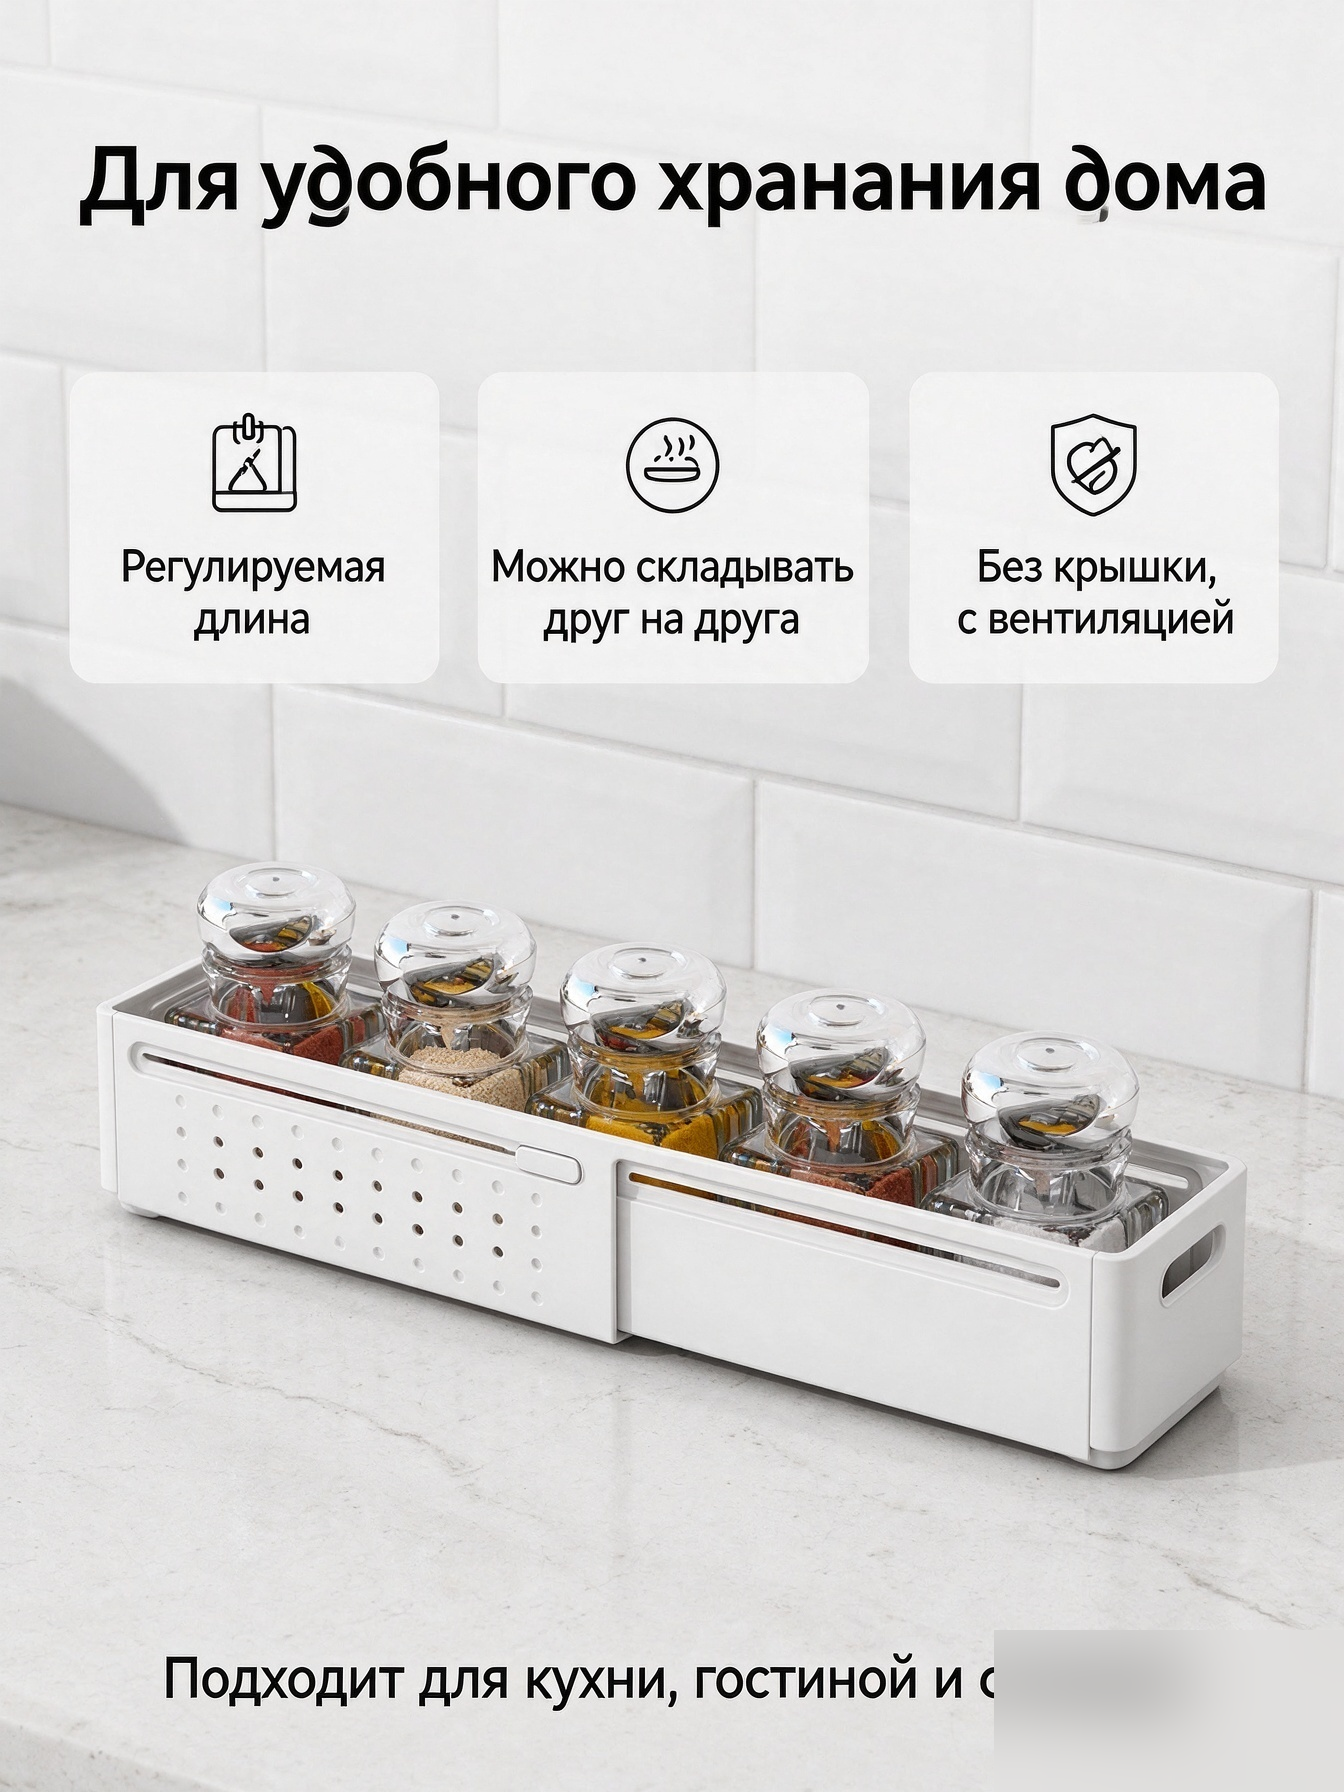 Для удобного хранания дома
Регулируемая
длина
Можно складывать
друг на друга
Без крышки,
с вентиляцией
Подходит для кухни, гостиной и